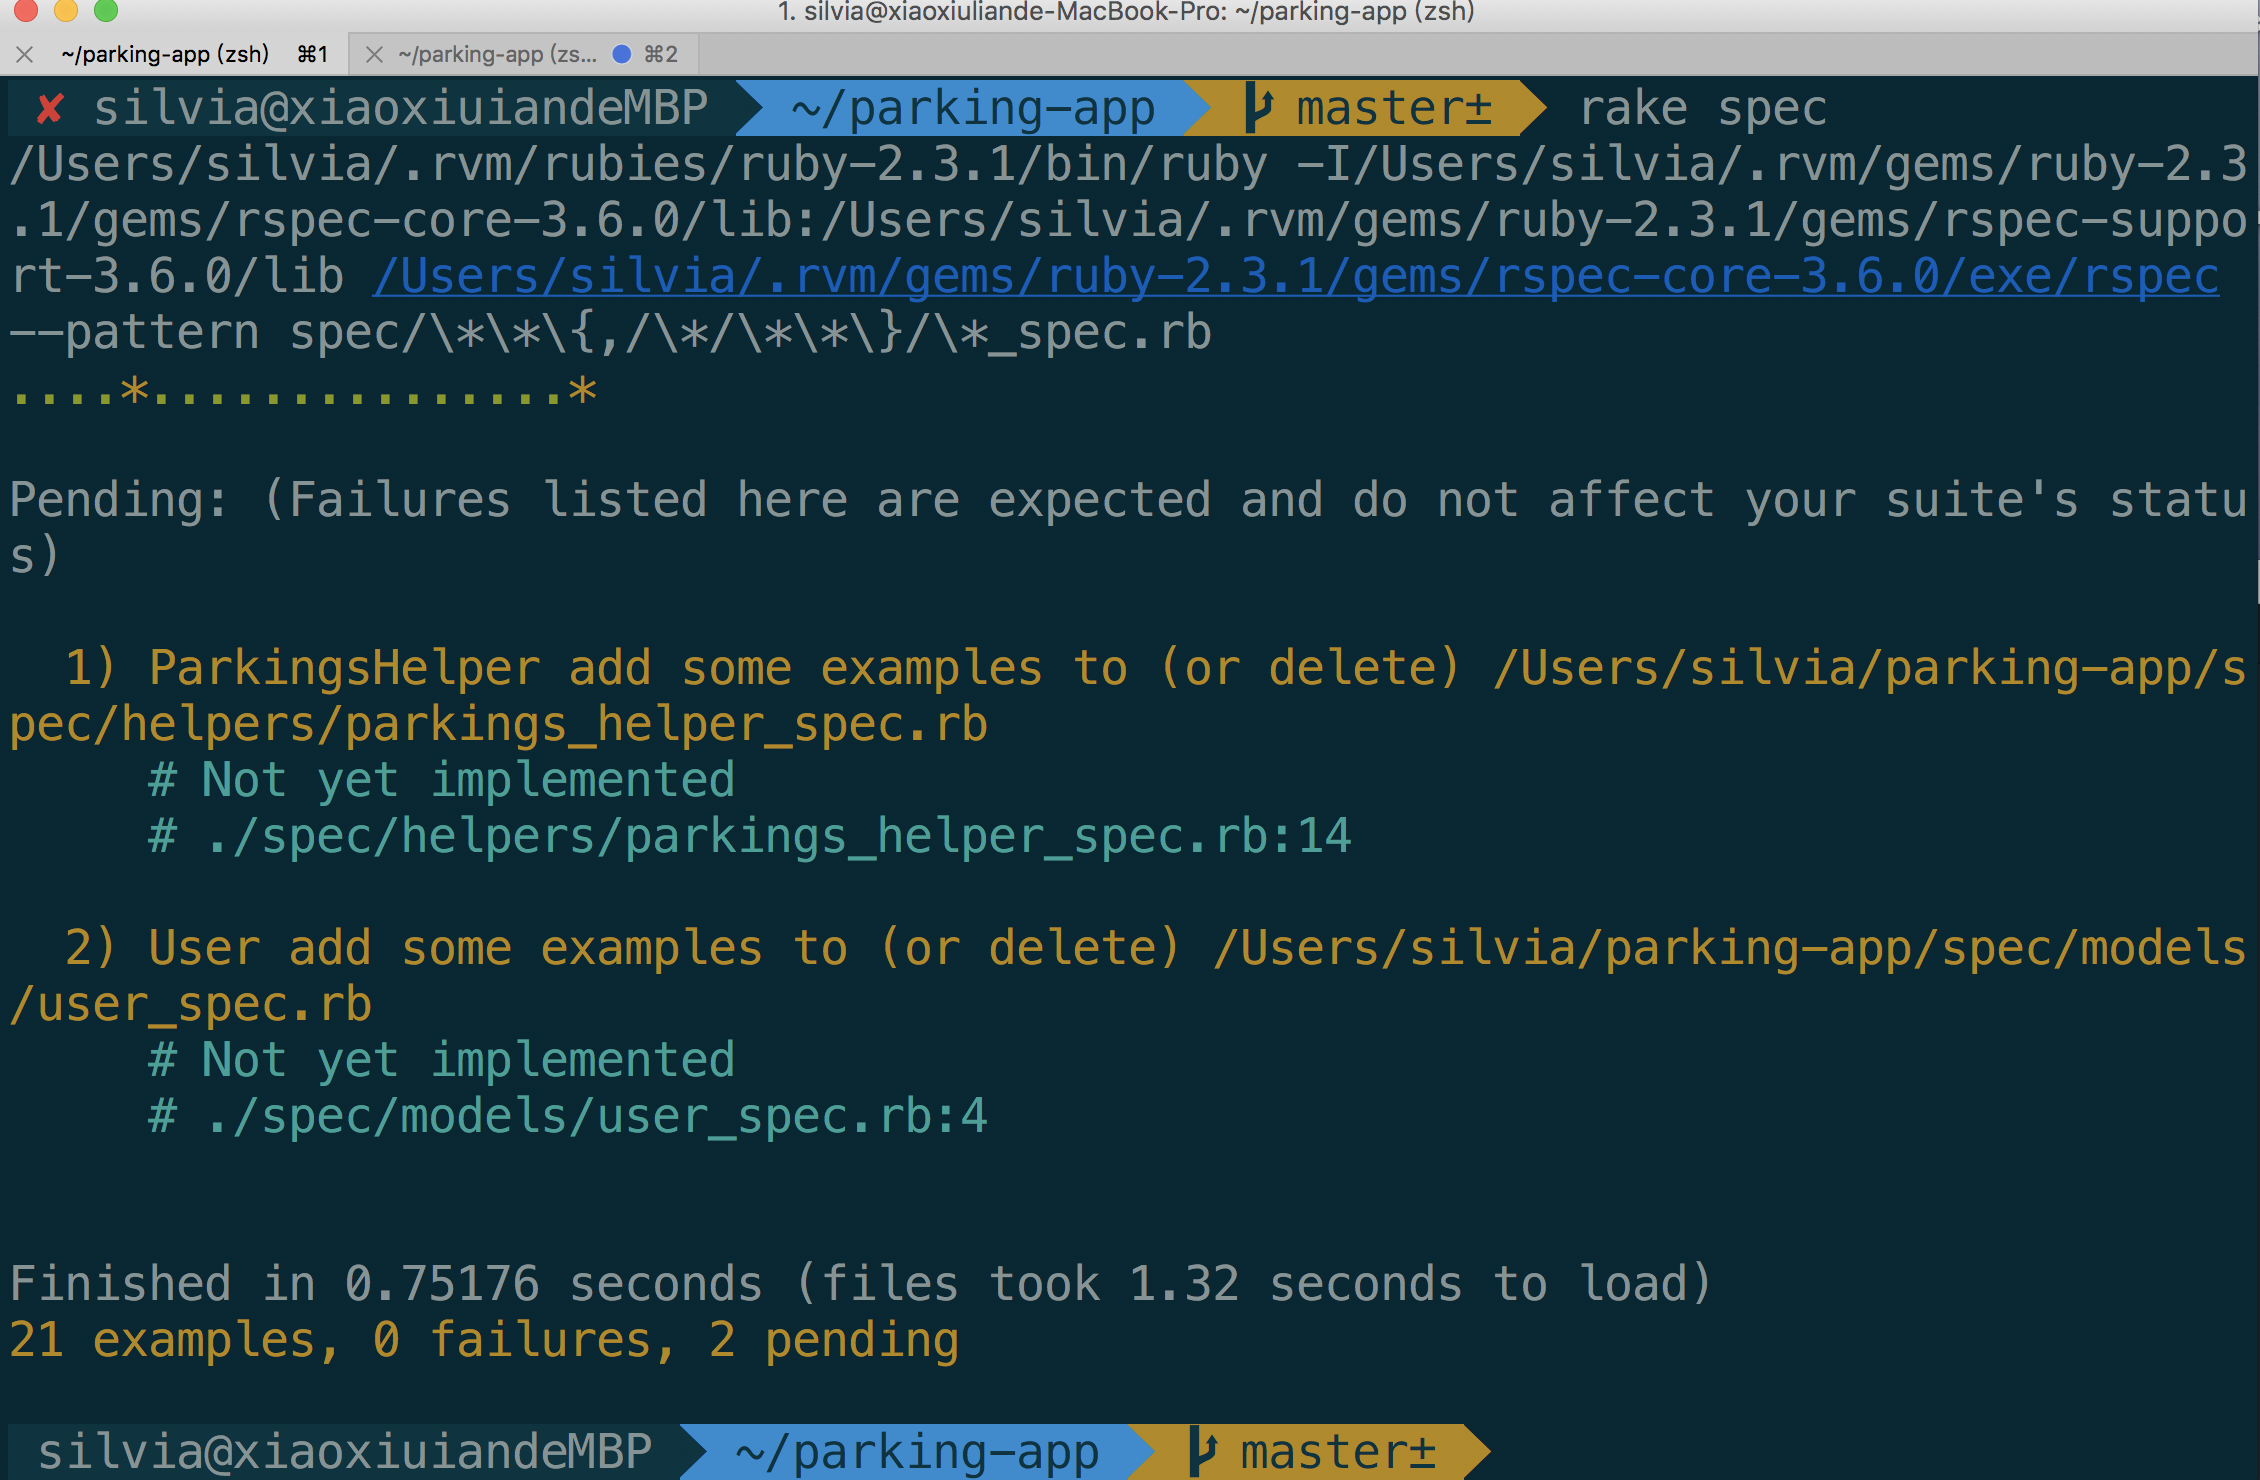 1. silvia@xiaoxiuliande-MacBook-Pro: ~/parking-app (zsh)
~/parking-app (zsh) ⌘1 ~/parking-app (zs... ⌘2
✘ silvia@xiaoxiuiandeMBP ~/parking-app master± rake spec
/Users/silvia/.rvm/rubies/ruby-2.3.1/bin/ruby -I/Users/silvia/.rvm/gems/ruby-2.3
.1/gems/rspec-core-3.6.0/lib:/Users/silvia/.rvm/gems/ruby-2.3.1/gems/rspec-suppo
rt-3.6.0/lib /Users/silvia/.rvm/gems/ruby-2.3.1/gems/rspec-core-3.6.0/exe/rspec
--pattern spec/\*\*\{,/\*/\*\*\}/\*_spec.rb
....*...............*
Pending: (Failures listed here are expected and do not affect your suite's statu
s)
1) ParkingsHelper add some examples to (or delete) /Users/silvia/parking-app/s
pec/helpers/parkings_helper_spec.rb
# Not yet implemented
# ./spec/helpers/parkings_helper_spec.rb:14
2) User add some examples to (or delete) /Users/silvia/parking-app/spec/models
/user_spec.rb
# Not yet implemented
# ./spec/models/user_spec.rb:4
Finished in 0.75176 seconds (files took 1.32 seconds to load)
21 examples, 0 failures, 2 pending
silvia@xiaoxiuiandeMBP ~/parking-app master±